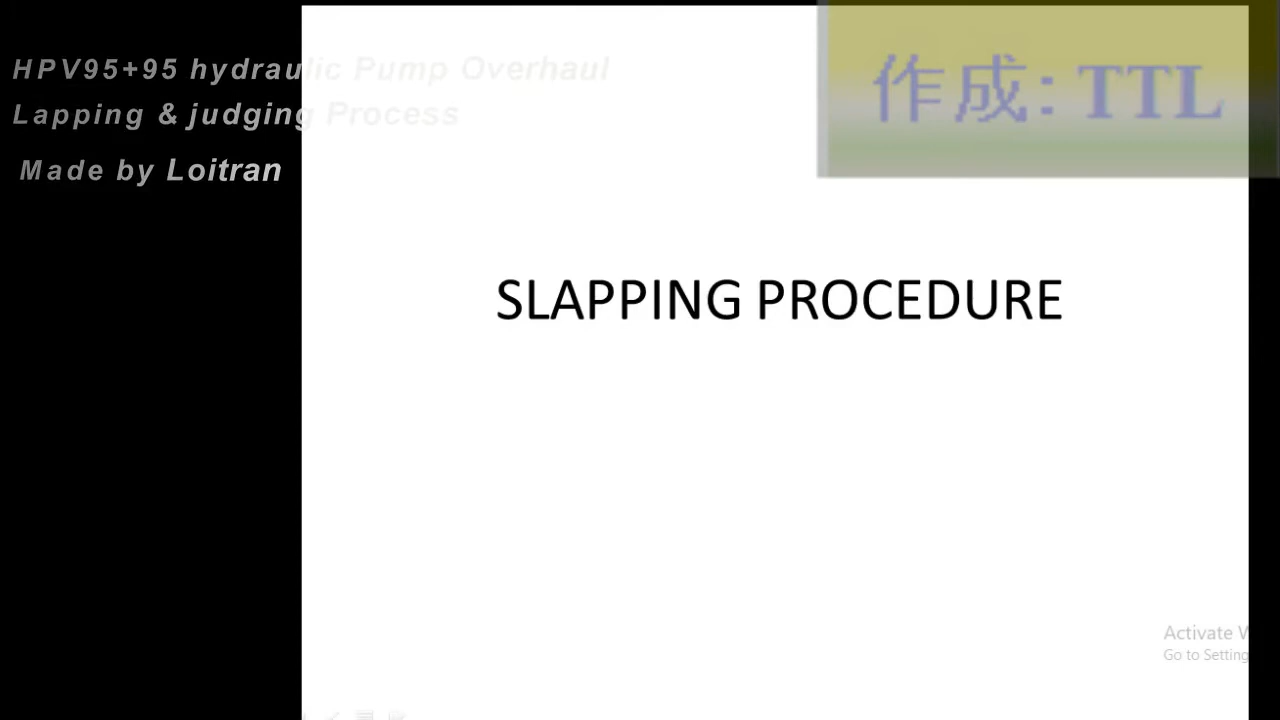 HPV95+95 hydraulic Pump Overhaul
Lapping & judging Process
Made by Loitran
作成: TTL
SLAPPING PROCEDURE
Activate W
Go to Setting